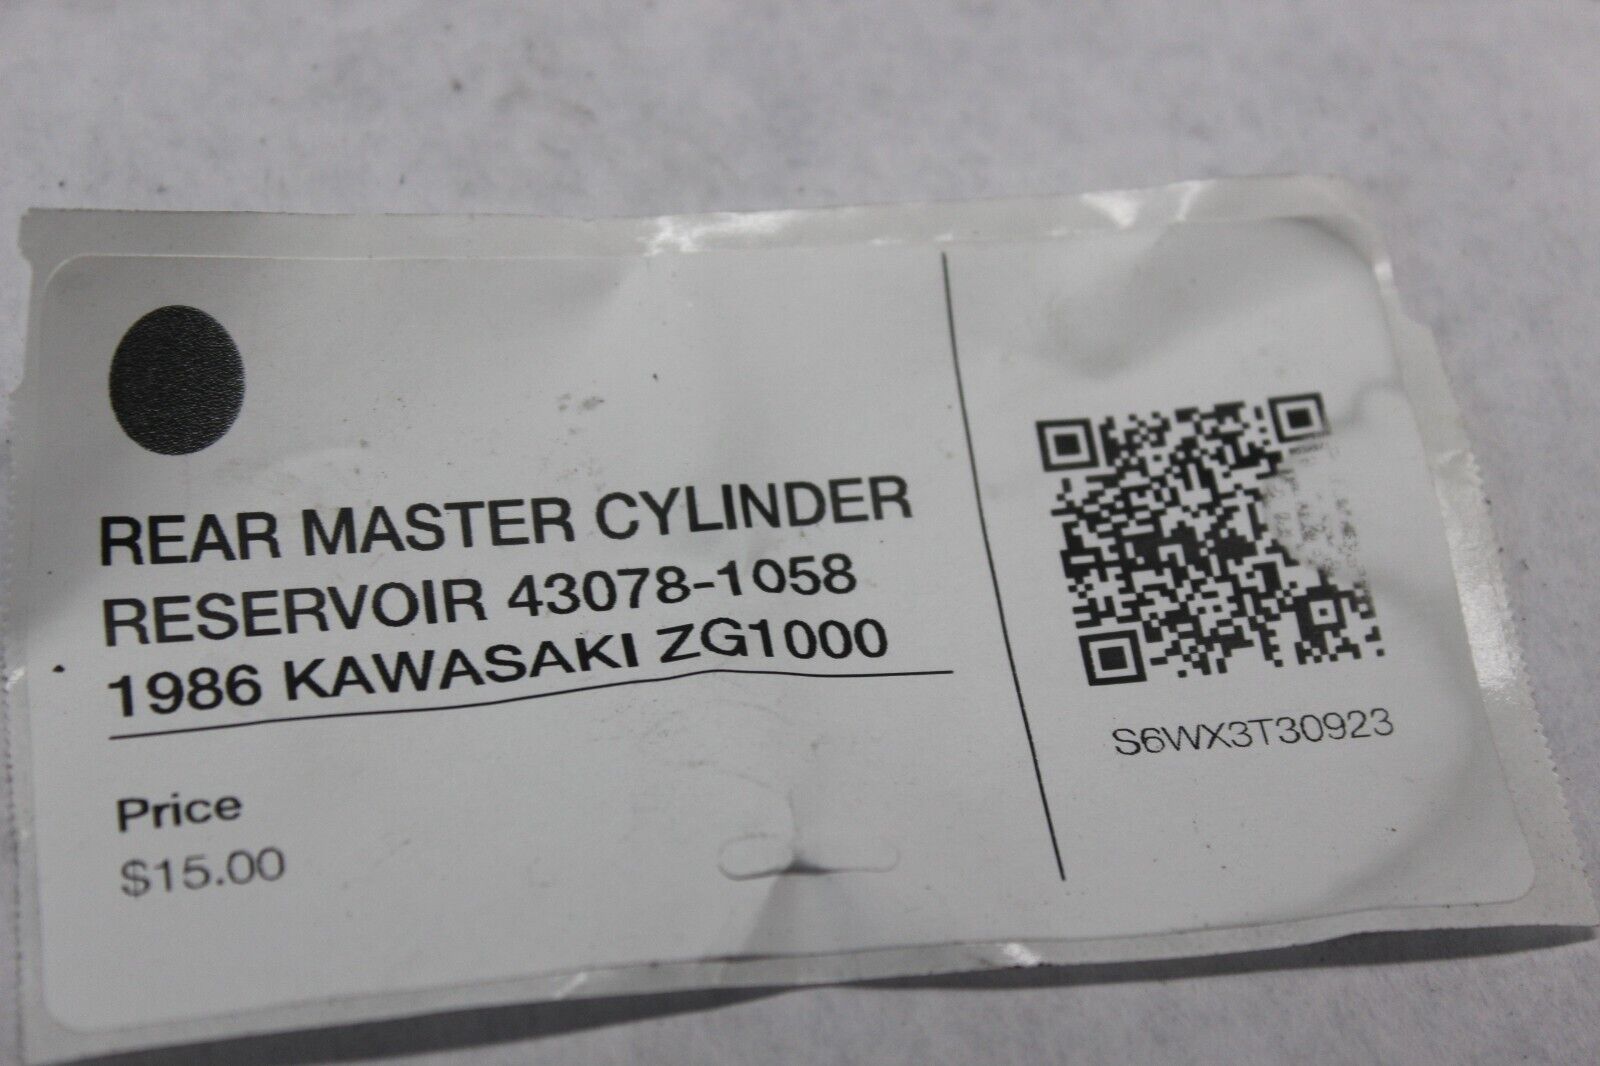 REAR MASTER CYLINDER
RESERVOIR 43078-1058
1986 KAWASAKI ZG1000
Price
$15.00
S6WX3T30923